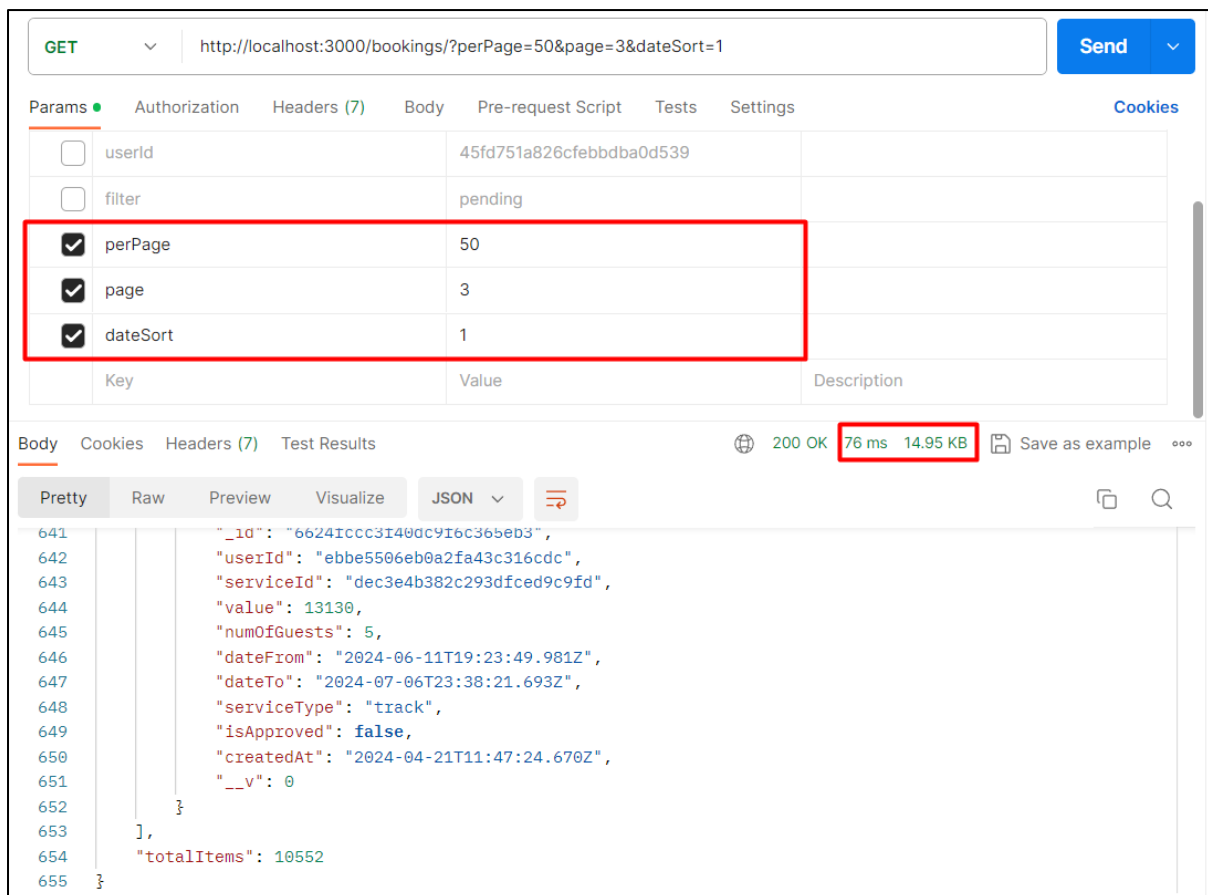 GET http://localhost:3000/bookings/?perPage=50&page=3&dateSort=1 Send
Params Authorization Headers (7) Body Pre-request Script Tests Settings Cookies
userId 45fd751a826cfebbdba0d539
filter pending
perPage 50
page 3
dateSort 1
Key Value Description
Body Cookies Headers (7) Test Results 200 OK 76 ms 14.95 KB Save as example
Pretty Raw Preview Visualize JSON
641 "_id": "6624fccc3f40dc9f6c365eb3",
642 "userId": "ebbe5506eb0a2fa43c316cdc",
643 "serviceId": "dec3e4b382c293dfced9c9fd",
644 "value": 13130,
645 "numOfGuests": 5,
646 "dateFrom": "2024-06-11T19:23:49.981Z",
647 "dateTo": "2024-07-06T23:38:21.693Z",
648 "serviceType": "track",
649 "isApproved": false,
650 "createdAt": "2024-04-21T11:47:24.670Z",
651 "__v": 0
652 }
653 ],
654 "totalItems": 10552
655 }